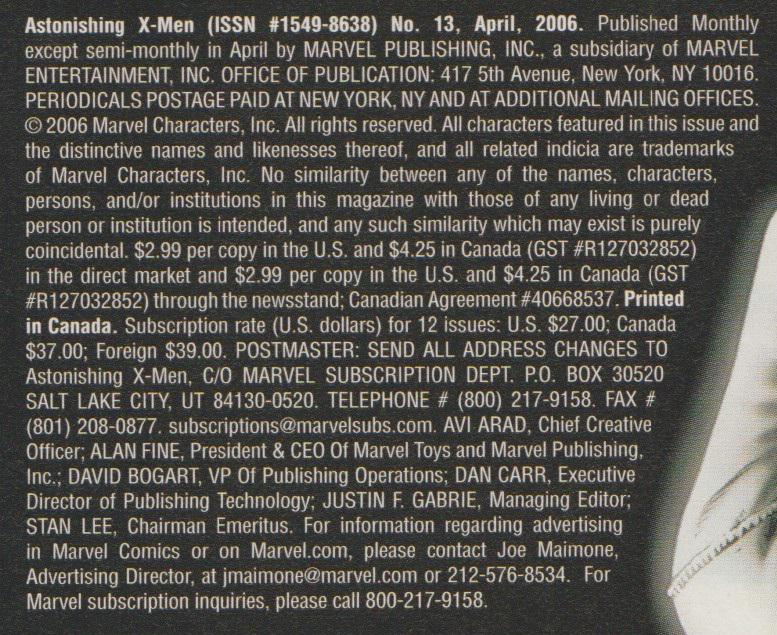 Astonishing X-Men (ISSN #1549-8638) No. 13, April, 2006. Published Monthly
except semi-monthly in April by MARVEL PUBLISHING, INC., a subsidiary of MARVEL
ENTERTAINMENT, INC. OFFICE OF PUBLICATION: 417 5th Avenue, New York, NY 10016.
PERIODICALS POSTAGE PAID AT NEW YORK, NY AND AT ADDITIONAL MAILING OFFICES.
© 2006 Marvel Characters, Inc. All rights reserved. All characters featured in this issue and
the distinctive names and likenesses thereof, and all related indicia are trademarks
of Marvel Characters, Inc. No similarity between any of the names, characters,
persons, and/or institutions in this magazine with those of any living or dead
person or institution is intended, and any such similarity which may exist is purely
coincidental. $2.99 per copy in the U.S. and $4.25 in Canada (GST #R127032852)
in the direct market and $2.99 per copy in the U.S. and $4.25 in Canada (GST
#R127032852) through the newsstand; Canadian Agreement #40668537. Printed
in Canada. Subscription rate (U.S. dollars) for 12 issues: U.S. $27.00; Canada
$37.00; Foreign $39.00. POSTMASTER: SEND ALL ADDRESS CHANGES TO
Astonishing X-Men, C/O MARVEL SUBSCRIPTION DEPT. P.O. BOX 30520
SALT LAKE CITY, UT 84130-0520. TELEPHONE # (800) 217-9158. FAX #
(801) 208-0877. subscriptions@marvelsubs.com. AVI ARAD, Chief Creative
Officer; ALAN FINE, President & CEO Of Marvel Toys and Marvel Publishing,
Inc.; DAVID BOGART, VP Of Publishing Operations; DAN CARR, Executive
Director of Publishing Technology; JUSTIN F. GABRIE, Managing Editor;
STAN LEE, Chairman Emeritus. For information regarding advertising
in Marvel Comics or on Marvel.com, please contact Joe Maimone,
Advertising Director, at jmaimone@marvel.com or 212-576-8534. For
Marvel subscription inquiries, please call 800-217-9158.